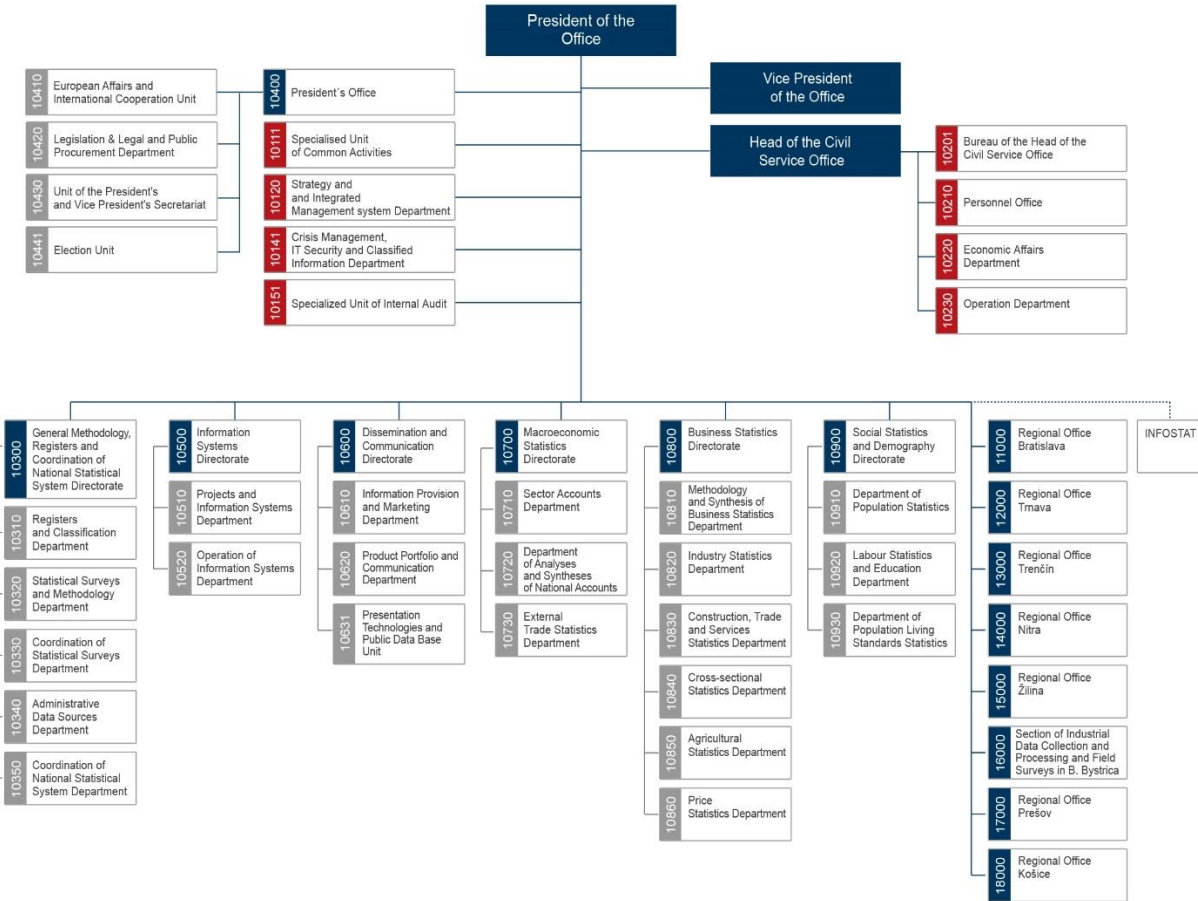 President of the
Office
10410
European Affairs and
International Cooperation Unit
10420
Legislation & Legal and Public
Procurement Department
10430
Unit of the President's
and Vice President's Secretariat
10441
Election Unit
10400
President´s Office
10111
Specialised Unit
of Common Activities
10120
Strategy and
and Integrated
Management system Department
10141
Crisis Management,
IT Security and Classified
Information Department
10151
Specialized Unit of Internal Audit
Vice President
of the Office
Head of the Civil
Service Office
10201
Bureau of the Head of the
Civil Service Office
10210
Personnel Office
10220
Economic Affairs
Department
10230
Operation Department
10300
General Methodology,
Registers and
Coordination of
National Statistical
System Directorate
10310
Registers
and Classification
Department
10320
Statistical Surveys
and Methodology
Department
10330
Coordination of
Statistical Surveys
Department
10340
Administrative
Data Sources
Department
10350
Coordination of
National Statistical
System Department
10500
Information
Systems
Directorate
10510
Projects and
Information Systems
Department
10520
Operation of
Information Systems
Department
10600
Dissemination and
Communication
Directorate
10610
Information Provision
and Marketing
Department
10620
Product Portfolio and
Communication
Department
10631
Presentation
Technologies and
Public Data Base
Unit
10700
Macroeconomic
Statistics
Directorate
10710
Sector Accounts
Department
10720
Department
of Analyses
and Syntheses
of National Accounts
10730
External
Trade Statistics
Department
10800
Business Statistics
Directorate
10810
Methodology
and Synthesis of
Business Statistics
Department
10820
Industry Statistics
Department
10830
Construction, Trade
and Services
Statistics Department
10840
Cross-sectional
Statistics Department
10850
Agricultural
Statistics Department
10860
Price
Statistics Department
10900
Social Statistics
and Demography
Directorate
10910
Department of
Population Statistics
10920
Labour Statistics
and Education
Department
10930
Department of
Population Living
Standards Statistics
11000
Regional Office
Bratislava
12000
Regional Office
Trnava
13000
Regional Office
Trenčín
14000
Regional Office
Nitra
15000
Regional Office
Žilina
16000
Section of Industrial
Data Collection and
Processing and Field
Surveys in B. Bystrica
17000
Regional Office
Prešov
18000
Regional Office
Košice
INFOSTAT